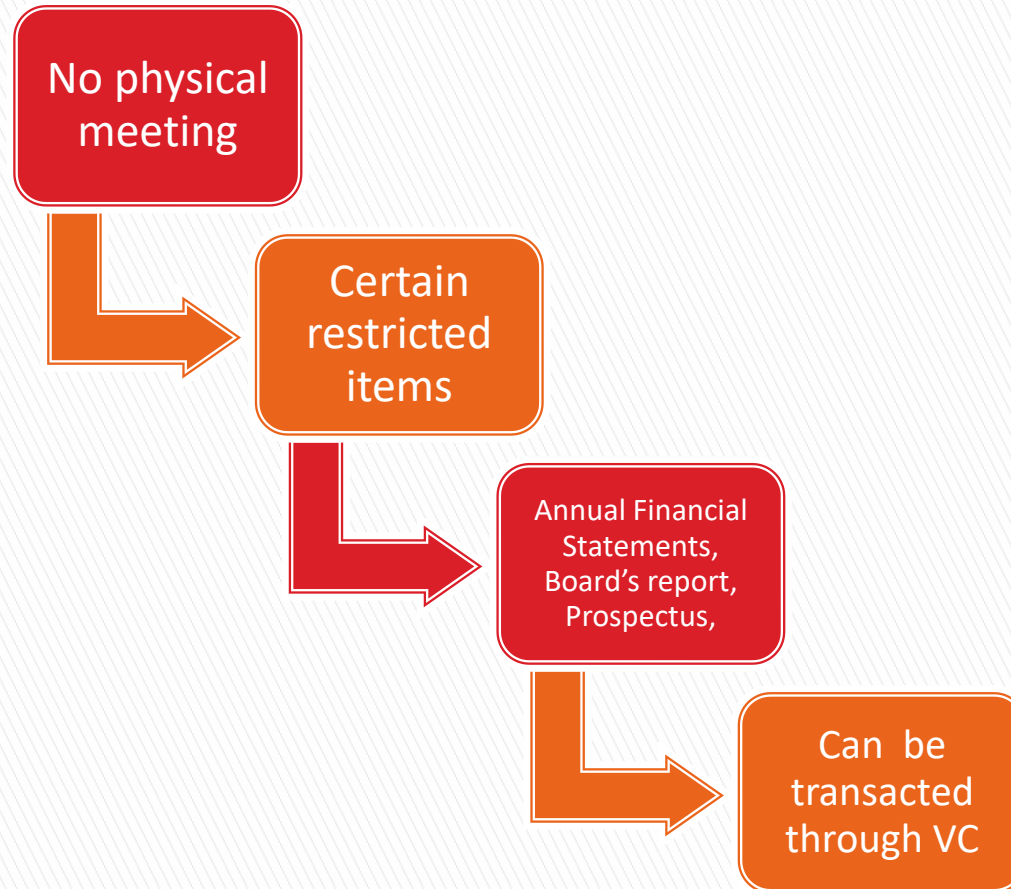 No physical
meeting
Certain
restricted
items
Annual Financial
Statements,
Board’s report,
Prospectus,
Can be
transacted
through VC